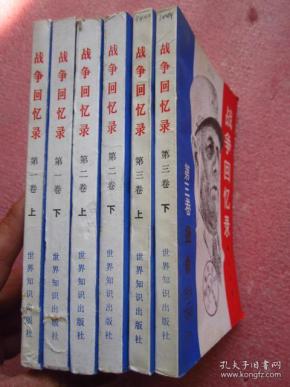 战争回忆录
第一卷
上
世界知识出版社
战争回忆录
第一卷
下
世界知识出版社
战争回忆录
第二卷
上
世界知识出版社
战争回忆录
第二卷
下
世界知识出版社
战争回忆录
第三卷
上
世界知识出版社
战争回忆录
第三卷
下
世界知识出版社
战争回忆录
第三卷
孔夫子旧书网